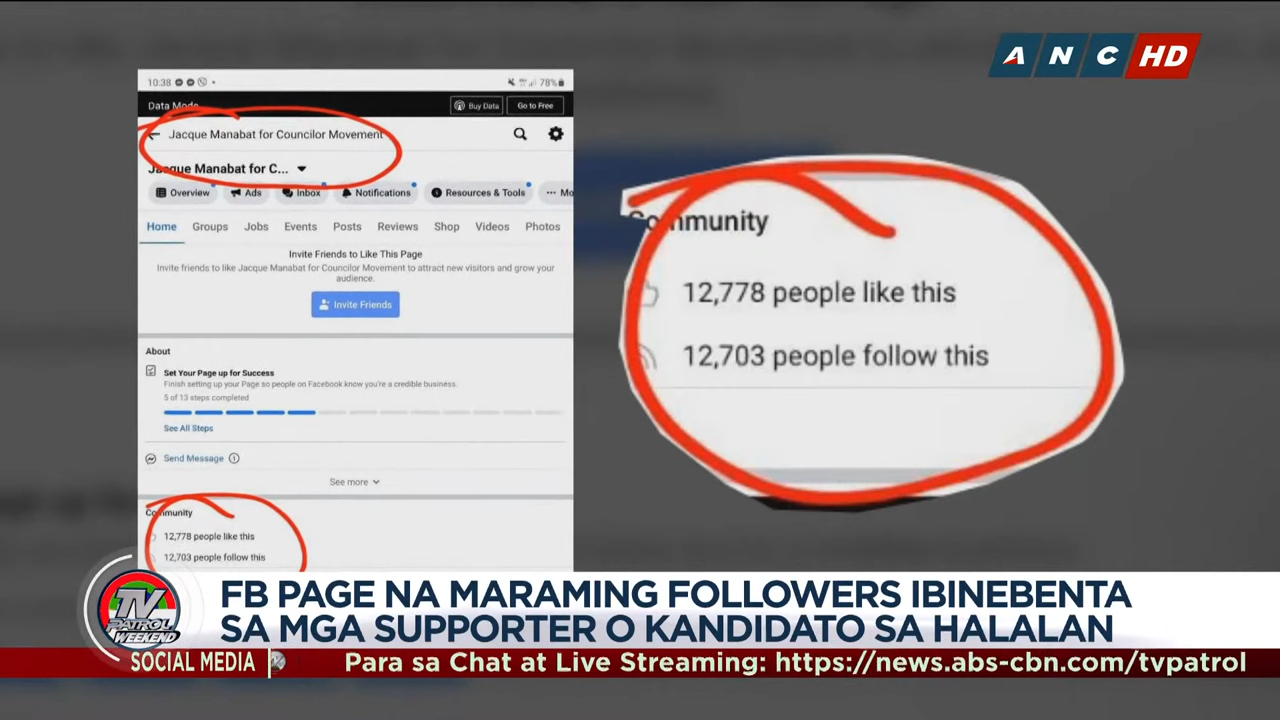 ANC HD
10:38
78%
Data Mode
Buy Data
Go to Free
Jacque Manabat for Councilor Movement
Jacque Manabat for C...
Overview
Ads
Inbox
Notifications
Resources & Tools
Mo
Home
Groups
Jobs
Events
Posts
Reviews
Shop
Videos
Photos
Invite Friends to Like This Page
Invite friends to like Jacque Manabat for Councilor Movement to attract new visitors and grow your
audience.
Invite Friends
About
Set Your Page up for Success
Finish setting up your Page so people on Facebook know you're a credible business.
5 of 13 steps completed
See All Steps
Send Message
See more
Community
12,778 people like this
12,703 people follow this
Community
12,778 people like this
12,703 people follow this
TV PATROL WEEKEND
FB PAGE NA MARAMING FOLLOWERS IBINEBENTA
SA MGA SUPPORTER O KANDIDATO SA HALALAN
SOCIAL MEDIA
Para sa Chat at Live Streaming: https://news.abs-cbn.com/tvpatrol